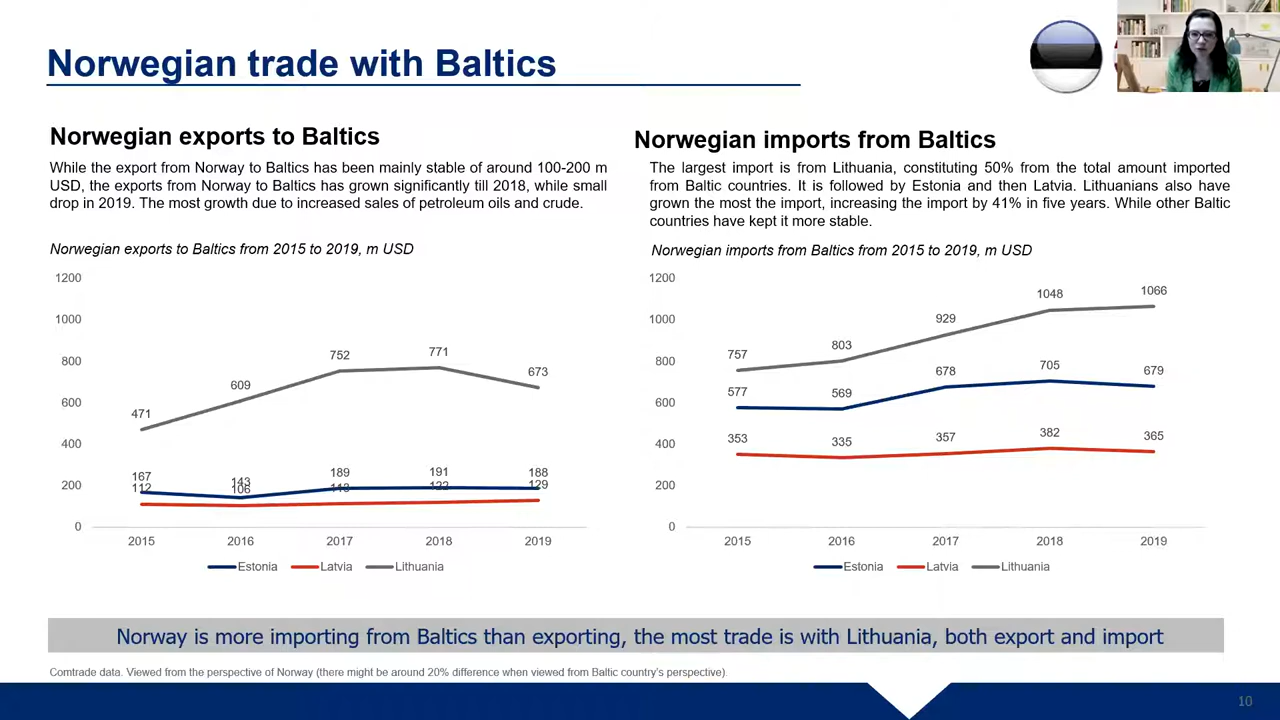 Norwegian trade with Baltics
Norwegian exports to Baltics
While the export from Norway to Baltics has been mainly stable of around 100-200 m
USD, the exports from Norway to Baltics has grown significantly till 2018, while small
drop in 2019. The most growth due to increased sales of petroleum oils and crude.
Norwegian exports to Baltics from 2015 to 2019, m USD
1200
1000
800
600
400
200
0
471
609
752
771
673
167
143
189
191
188
112
106
113
122
129
2015 2016 2017 2018 2019
Estonia Latvia Lithuania
Norwegian imports from Baltics
The largest import is from Lithuania, constituting 50% from the total amount imported
from Baltic countries. It is followed by Estonia and then Latvia. Lithuanians also have
grown the most the import, increasing the import by 41% in five years. While other Baltic
countries have kept it more stable.
Norwegian imports from Baltics from 2015 to 2019, m USD
1200
1000
800
600
400
200
0
757
803
929
1048
1066
577
569
678
705
679
353
335
357
382
365
2015 2016 2017 2018 2019
Estonia Latvia Lithuania
Norway is more importing from Baltics than exporting, the most trade is with Lithuania, both export and import
Comtrade data. Viewed from the perspective of Norway (there might be around 20% difference when viewed from Baltic country's perspective)
10